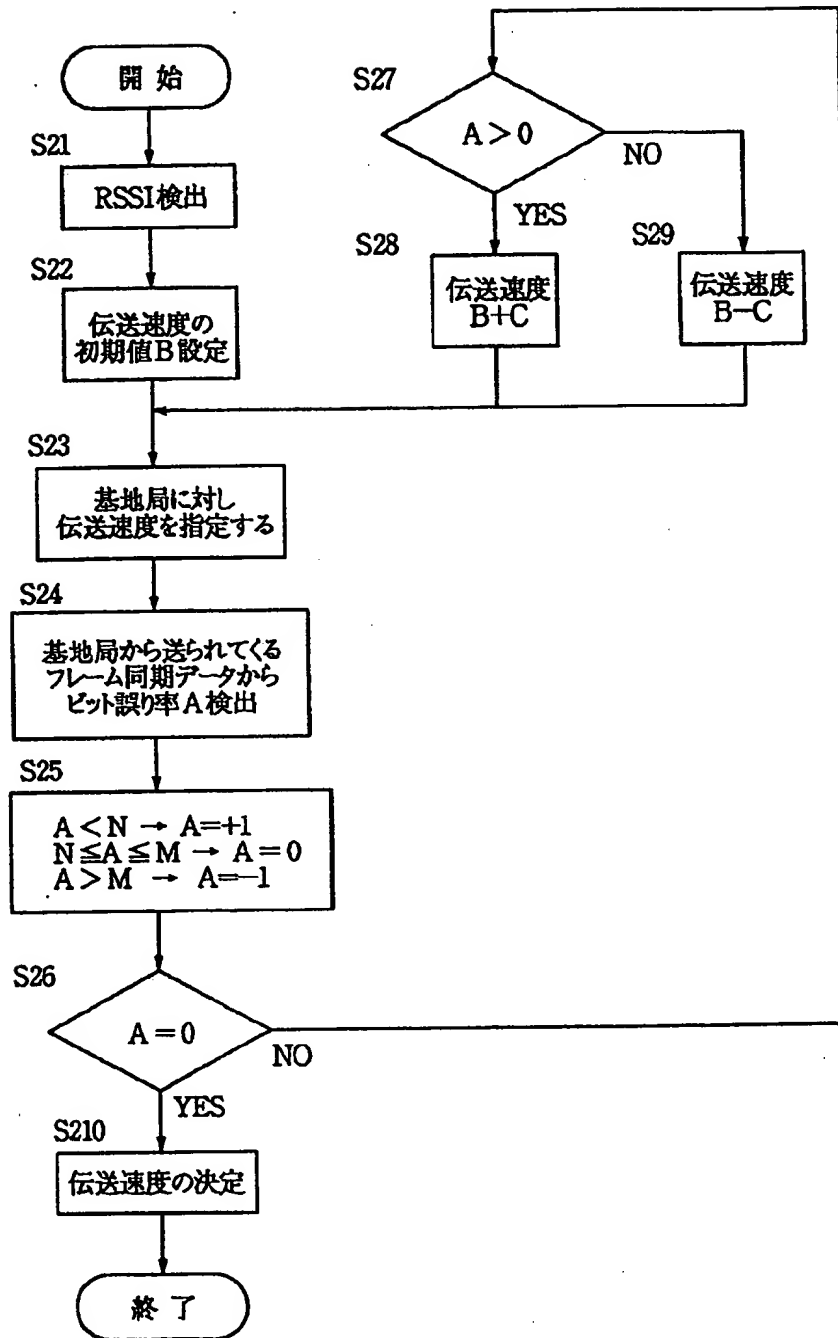 開始
S21
RSSI検出
S22
伝送速度の
初期値B設定
S23
基地局に対し
伝送速度を指定する
S24
基地局から送られてくる
フレーム同期データから
ビット誤り率A検出
S25
A<N → A=+1
N≦A≦M → A=0
A>M → A=-1
S26
A=0
NO
YES
S210
伝送速度の決定
終了
S27
A>0
NO
YES
S28
伝送速度
B+C
S29
伝送速度
B-C